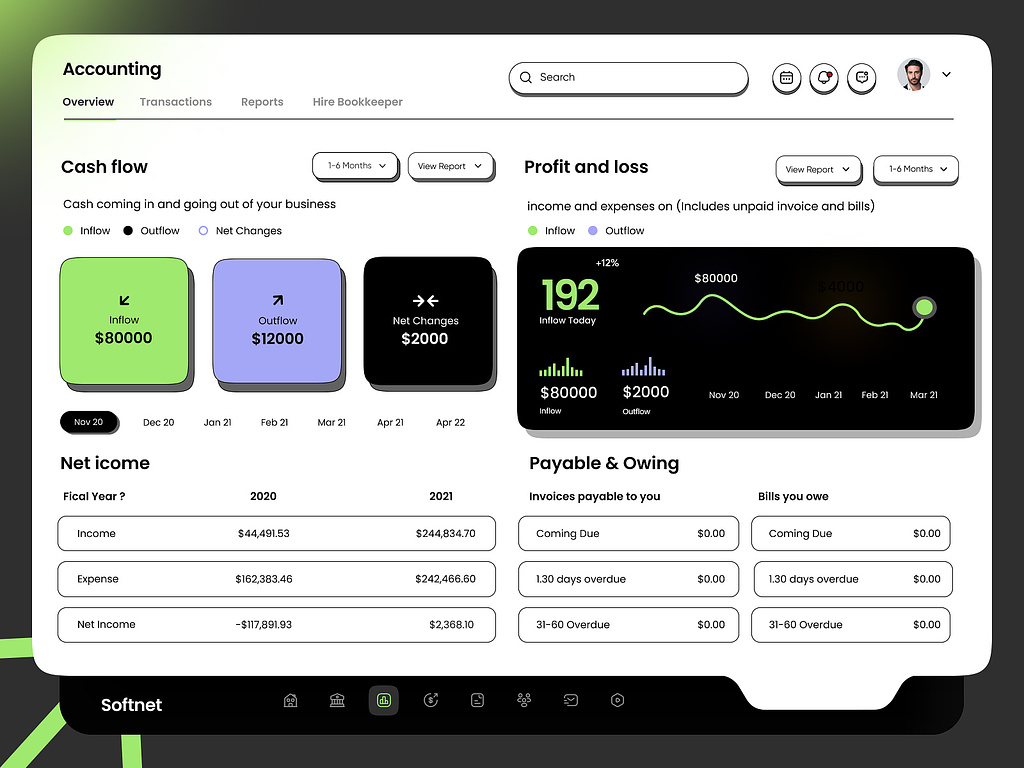 Accounting
Search
Overview Transactions Reports Hire Bookkeeper
Cash flow
1-6 Months
View Report
Cash coming in and going out of your business
Inflow Outflow Net Changes
Inflow
$80000
Outflow
$12000
Net Changes
$2000
Nov 20 Dec 20 Jan 21 Feb 21 Mar 21 Apr 21 Apr 22
Profit and loss
View Report
1-6 Months
income and expenses on (Includes unpaid invoice and bills)
Inflow Outflow
+12%
192
Inflow Today
$80000
$4000
$80000
Inflow
$2000
Outflow
Nov 20 Dec 20 Jan 21 Feb 21 Mar 21
Net icome
Fical Year ? 2020 2021
Income $44,491.53 $244,834.70
Expense $162,383.46 $242,466.60
Net Income -$117,891.93 $2,368.10
Payable & Owing
Invoices payable to you
Coming Due $0.00
1.30 days overdue $0.00
31-60 Overdue $0.00
Bills you owe
Coming Due $0.00
1.30 days overdue $0.00
31-60 Overdue $0.00
Softnet